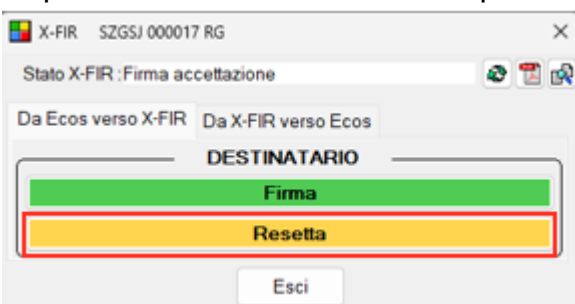 X-FIR SZGSJ 000017 RG
Stato X-FIR :Firma accettazione
Da Ecos verso X-FIR Da X-FIR verso Ecos
DESTINATARIO
Firma
Resetta
Esci